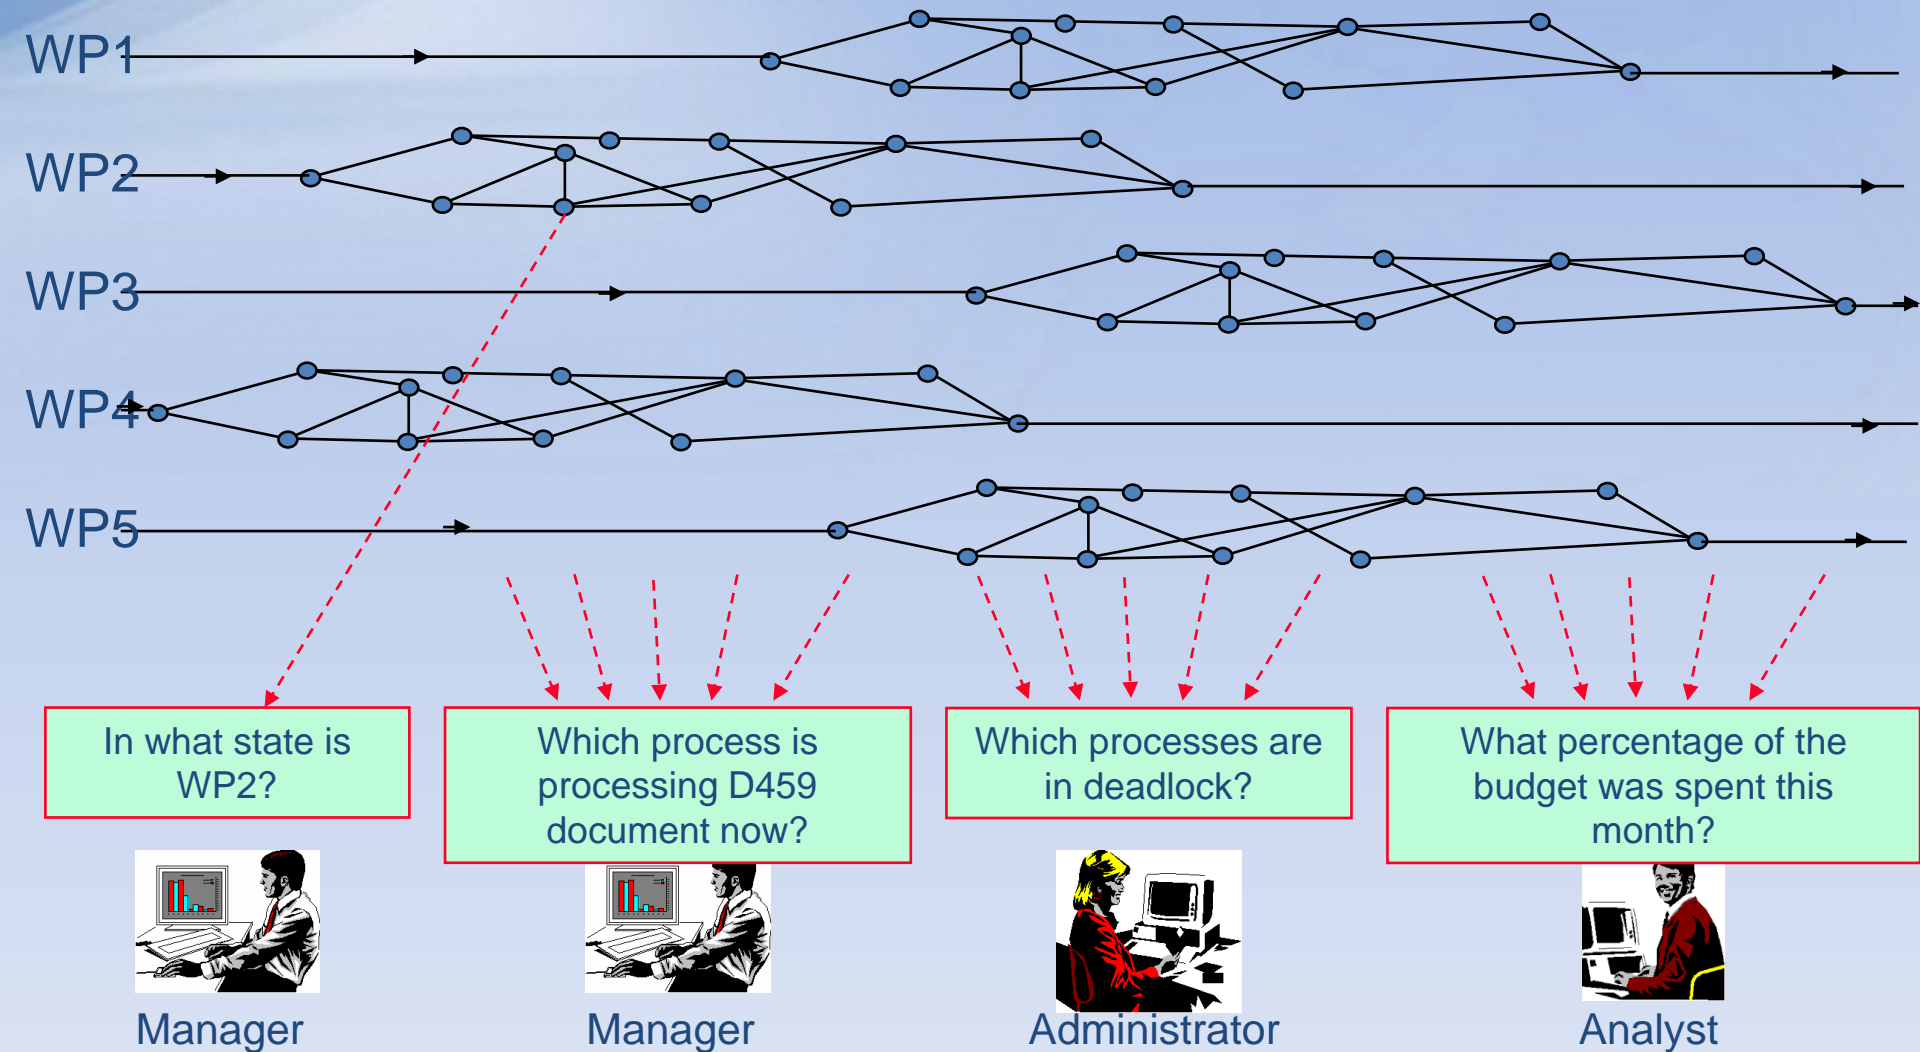 WP1
WP2
WP3
WP4
WP5
In what state is
WP2?
Which process is
processing D459
document now?
Which processes are
in deadlock?
What percentage of the
budget was spent this
month?
Manager
Manager
Administrator
Analyst